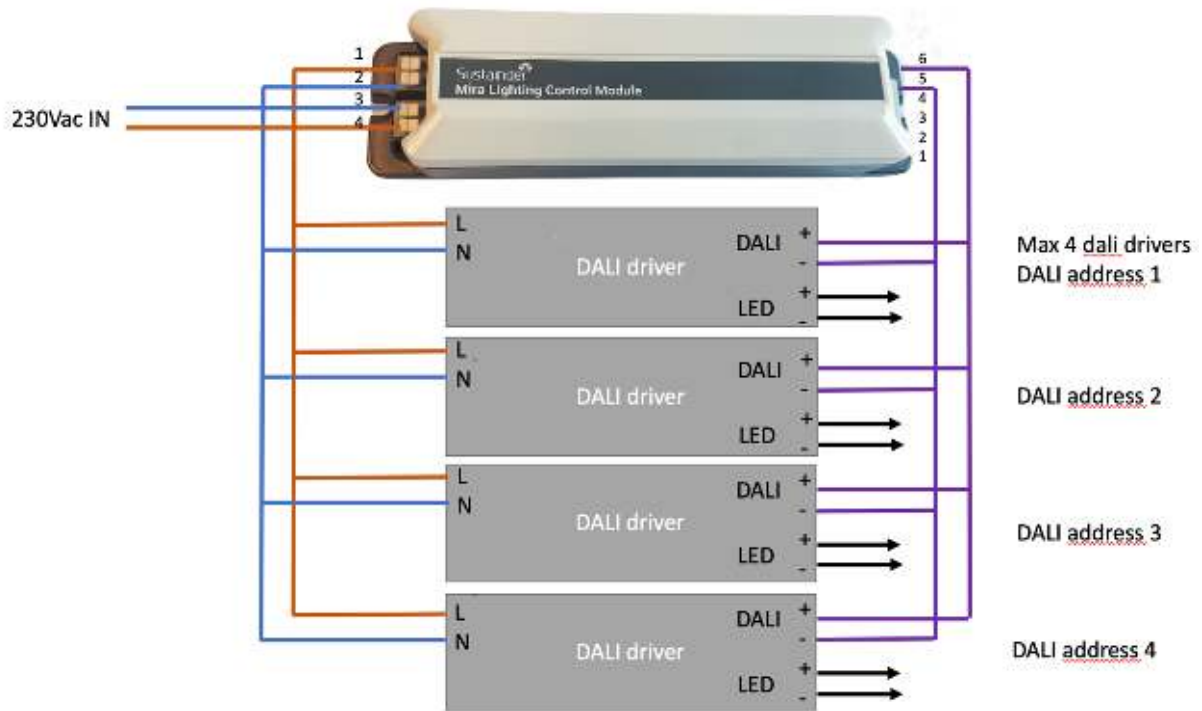 1
2
3
4
230Vac IN
Sustainder
Mira Lighting Control Module
6
5
4
3
2
1
L
N
DALI driver
DALI
+
-
LED
+
-
Max 4 dali drivers
DALI address 1
L
N
DALI driver
DALI
+
-
LED
+
-
DALI address 2
L
N
DALI driver
DALI
+
-
LED
+
-
DALI address 3
L
N
DALI driver
DALI
+
-
LED
+
-
DALI address 4